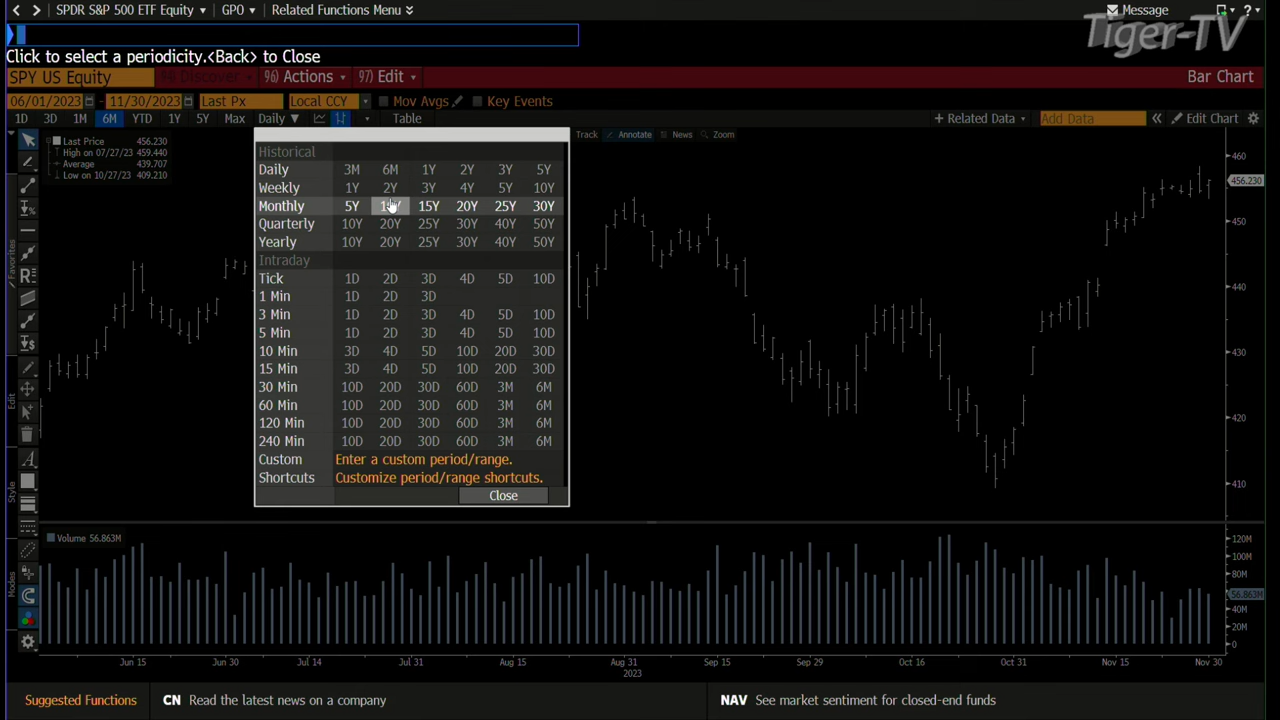 SPDR S&P 500 ETF Equity GPO Related Functions Menu Message ?
Tiger-TV
Click to select a periodicity.<Back> to Close
SPY US Equity 94) Discover 96) Actions 97) Edit Bar Chart
06/01/2023 - 11/30/2023 Last Px Local CCY Mov Avgs Key Events
1D 3D 1M 6M YTD 1Y 5Y Max Daily Table + Related Data Add Data « Edit Chart
Track Annotate News Zoom
Last Price 456.230
High on 07/27/23 459.440
Average 439.707
Low on 10/27/23 409.210
Historical
Daily 3M 6M 1Y 2Y 3Y 5Y
Weekly 1Y 2Y 3Y 4Y 5Y 10Y
Monthly 5Y 15Y 20Y 25Y 30Y
Quarterly 10Y 20Y 25Y 30Y 40Y 50Y
Yearly 10Y 20Y 25Y 30Y 40Y 50Y
Intraday
Tick 1D 2D 3D 4D 5D 10D
1 Min 1D 2D 3D
3 Min 1D 2D 3D 4D 5D 10D
5 Min 1D 2D 3D 4D 5D 10D
10 Min 3D 4D 5D 10D 20D 30D
15 Min 3D 4D 5D 10D 20D 30D
30 Min 10D 20D 30D 60D 3M 6M
60 Min 10D 20D 30D 60D 3M 6M
120 Min 10D 20D 30D 60D 3M 6M
240 Min 10D 20D 30D 60D 3M 6M
Custom Enter a custom period/range.
Shortcuts Customize period/range shortcuts.
Close
460
456.230
450
440
430
420
410
Favorites
Edit
Style
Modes
Volume 56.863M
120M
100M
80M
56.863M
40M
20M
0
Jun 15 Jun 30 Jul 14 Jul 31 Aug 15 Aug 31 Sep 15 Sep 29 Oct 16 Oct 31 Nov 15 Nov 30
2023
Suggested Functions CN Read the latest news on a company NAV See market sentiment for closed-end funds